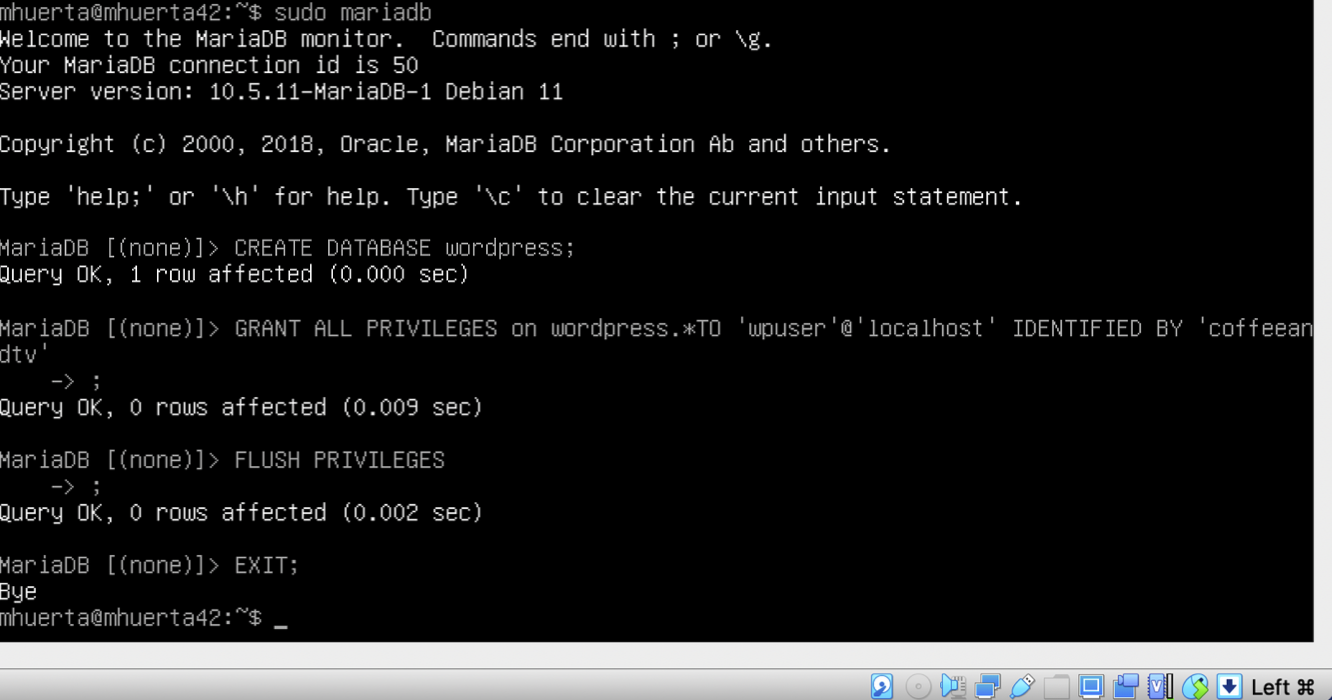 mhuerta@mhuerta42:~$ sudo mariadb
Welcome to the MariaDB monitor.  Commands end with ; or \g.
Your MariaDB connection id is 50
Server version: 10.5.11-MariaDB-1 Debian 11
Copyright (c) 2000, 2018, Oracle, MariaDB Corporation Ab and others.
Type 'help;' or '\h' for help. Type '\c' to clear the current input statement.
MariaDB [(none)]> CREATE DATABASE wordpress;
Query OK, 1 row affected (0.000 sec)
MariaDB [(none)]> GRANT ALL PRIVILEGES on wordpress.*TO 'wpuser'@'localhost' IDENTIFIED BY 'coffeean
dtv'
    -> ;
Query OK, 0 rows affected (0.009 sec)
MariaDB [(none)]> FLUSH PRIVILEGES
    -> ;
Query OK, 0 rows affected (0.002 sec)
MariaDB [(none)]> EXIT;
Bye
mhuerta@mhuerta42:~$ _
Left ⌘